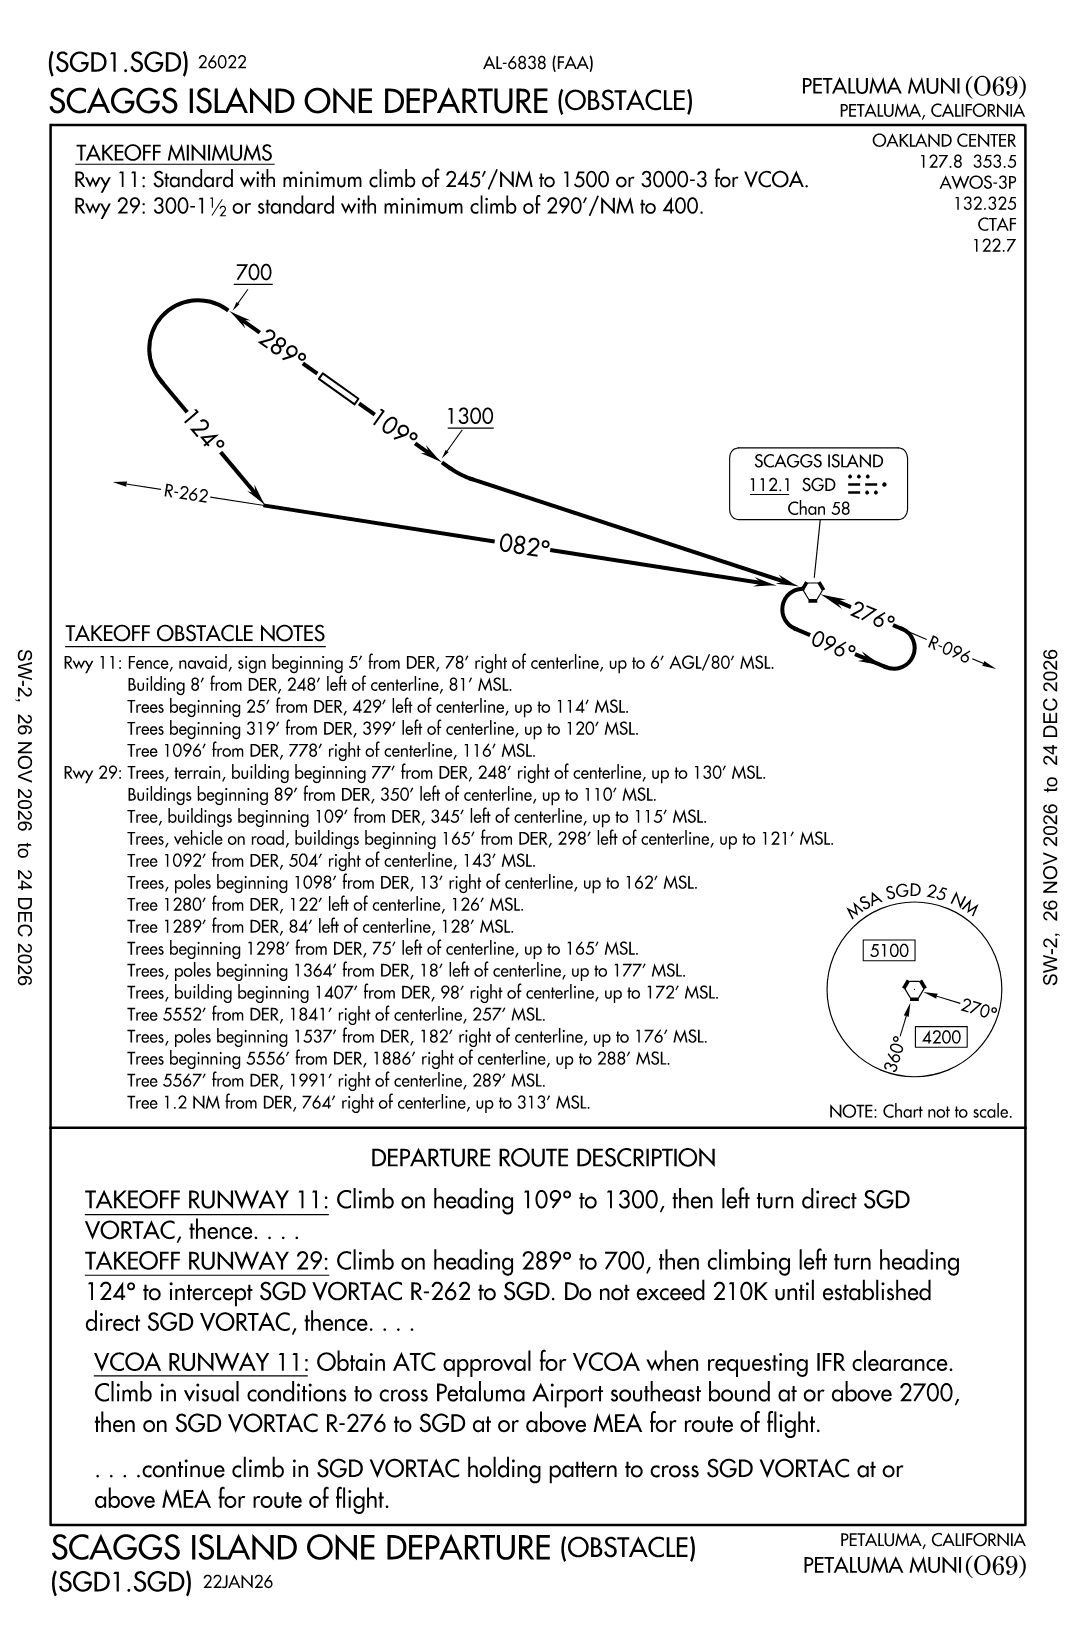 (SGD1.SGD) 26022
AL-6838 (FAA)
SCAGGS ISLAND ONE DEPARTURE (OBSTACLE)
PETALUMA MUNI (O69)
PETALUMA, CALIFORNIA
TAKEOFF MINIMUMS
Rwy 11: Standard with minimum climb of 245’/NM to 1500 or 3000-3 for VCOA.
Rwy 29: 300-1½ or standard with minimum climb of 290’/NM to 400.
OAKLAND CENTER
127.8 353.5
AWOS-3P
132.325
CTAF
122.7
700
289°
109°
1300
124°
R-262
082°
SCAGGS ISLAND
112.1 SGD
Chan 58
276°
096°
R-096
TAKEOFF OBSTACLE NOTES
Rwy 11: Fence, navaid, sign beginning 5’ from DER, 78’ right of centerline, up to 6’ AGL/80’ MSL.
Building 8’ from DER, 248’ left of centerline, 81’ MSL.
Trees beginning 25’ from DER, 429’ left of centerline, up to 114’ MSL.
Trees beginning 319’ from DER, 399’ left of centerline, up to 120’ MSL.
Tree 1096’ from DER, 778’ right of centerline, 116’ MSL.
Rwy 29: Trees, terrain, building beginning 77’ from DER, 248’ right of centerline, up to 130’ MSL.
Buildings beginning 89’ from DER, 350’ left of centerline, up to 110’ MSL.
Tree, buildings beginning 109’ from DER, 345’ left of centerline, up to 115’ MSL.
Trees, vehicle on road, buildings beginning 165’ from DER, 298’ left of centerline, up to 121’ MSL.
Tree 1092’ from DER, 504’ right of centerline, 143’ MSL.
Trees, poles beginning 1098’ from DER, 13’ right of centerline, up to 162’ MSL.
Tree 1280’ from DER, 122’ left of centerline, 126’ MSL.
Tree 1289’ from DER, 84’ left of centerline, 128’ MSL.
Trees beginning 1298’ from DER, 75’ left of centerline, up to 165’ MSL.
Trees, poles beginning 1364’ from DER, 18’ left of centerline, up to 177’ MSL.
Trees, building beginning 1407’ from DER, 98’ right of centerline, up to 172’ MSL.
Tree 5552’ from DER, 1841’ right of centerline, 257’ MSL.
Trees, poles beginning 1537’ from DER, 182’ right of centerline, up to 176’ MSL.
Trees beginning 5556’ from DER, 1886’ right of centerline, up to 288’ MSL.
Tree 5567’ from DER, 1991’ right of centerline, 289’ MSL.
Tree 1.2 NM from DER, 764’ right of centerline, up to 313’ MSL.
MSA SGD 25 NM
5100
270°
4200
360°
NOTE: Chart not to scale.
SW-2, 26 NOV 2026 to 24 DEC 2026
SW-2, 26 NOV 2026 to 24 DEC 2026
DEPARTURE ROUTE DESCRIPTION
TAKEOFF RUNWAY 11: Climb on heading 109° to 1300, then left turn direct SGD
VORTAC, thence. . . .
TAKEOFF RUNWAY 29: Climb on heading 289° to 700, then climbing left turn heading
124° to intercept SGD VORTAC R-262 to SGD. Do not exceed 210K until established
direct SGD VORTAC, thence. . . .
VCOA RUNWAY 11: Obtain ATC approval for VCOA when requesting IFR clearance.
Climb in visual conditions to cross Petaluma Airport southeast bound at or above 2700,
then on SGD VORTAC R-276 to SGD at or above MEA for route of flight.
. . . .continue climb in SGD VORTAC holding pattern to cross SGD VORTAC at or
above MEA for route of flight.
SCAGGS ISLAND ONE DEPARTURE (OBSTACLE)
(SGD1.SGD) 22JAN26
PETALUMA, CALIFORNIA
PETALUMA MUNI (O69)